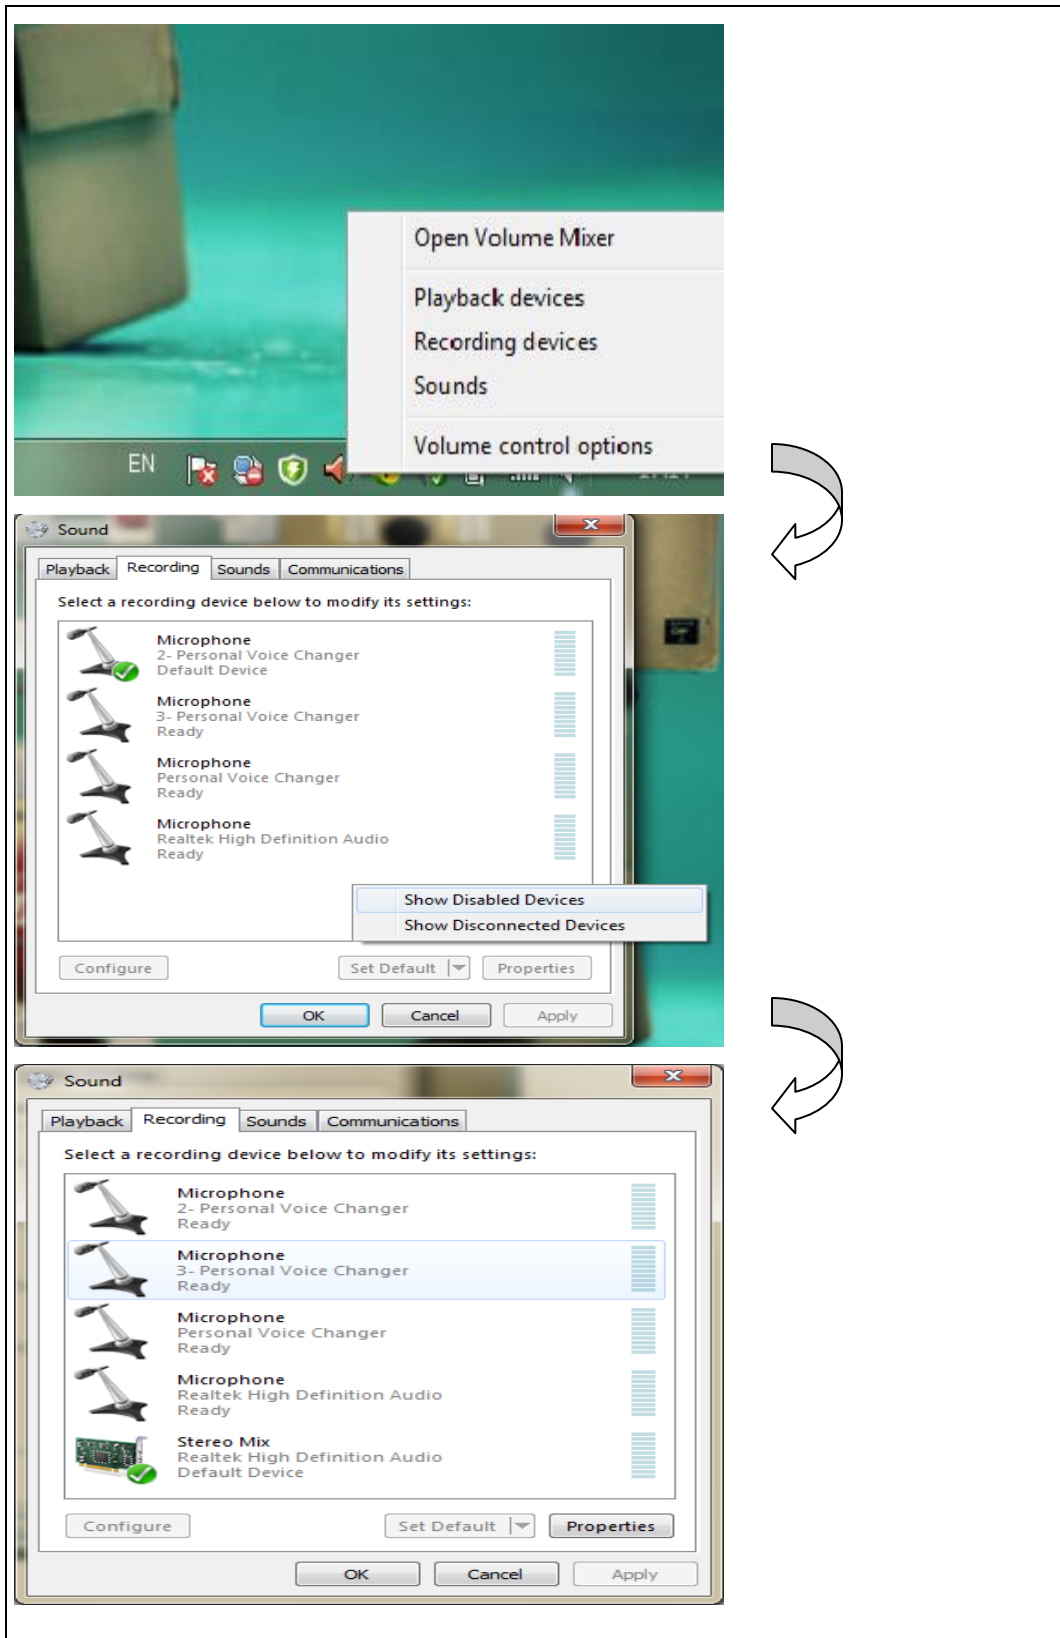 Open Volume Mixer
Playback devices
Recording devices
Sounds
Volume control options
EN
Sound
Playback Recording Sounds Communications
Select a recording device below to modify its settings:
Microphone
2- Personal Voice Changer
Default Device
Microphone
3- Personal Voice Changer
Ready
Microphone
Personal Voice Changer
Ready
Microphone
Realtek High Definition Audio
Ready
Show Disabled Devices
Show Disconnected Devices
Configure Set Default Properties
OK Cancel Apply
Sound
Playback Recording Sounds Communications
Select a recording device below to modify its settings:
Microphone
2- Personal Voice Changer
Ready
Microphone
3- Personal Voice Changer
Ready
Microphone
Personal Voice Changer
Ready
Microphone
Realtek High Definition Audio
Ready
Stereo Mix
Realtek High Definition Audio
Default Device
Configure Set Default Properties
OK Cancel Apply